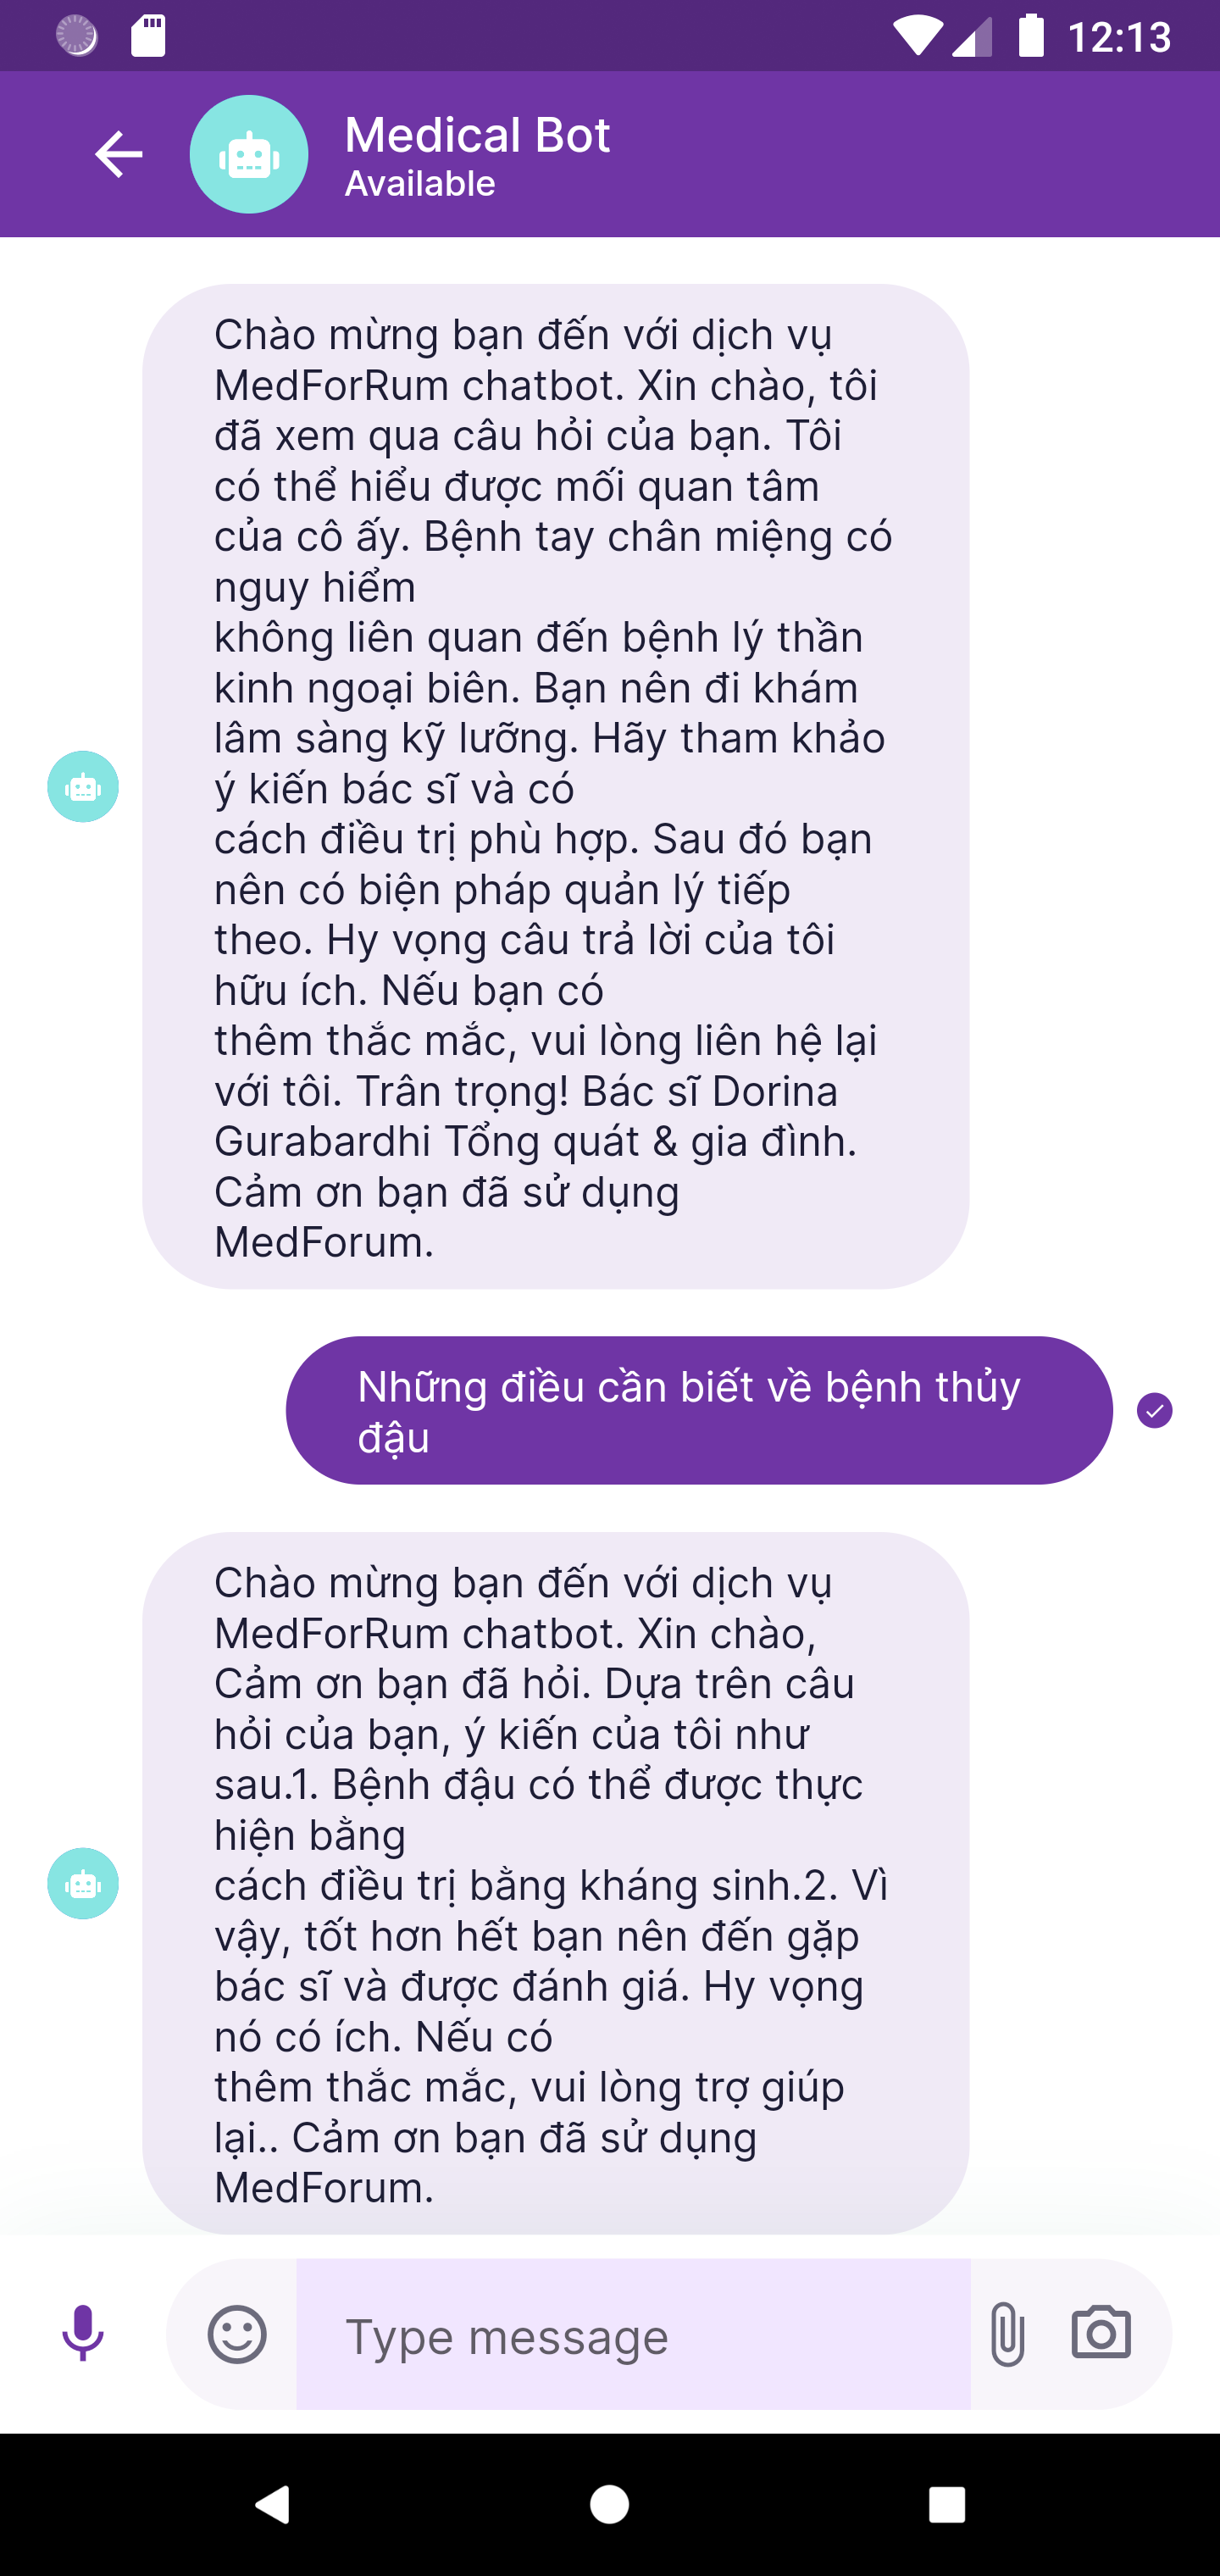 12:13
Medical Bot
Available
Chào mừng bạn đến với dịch vụ
MedForRum chatbot. Xin chào, tôi
đã xem qua câu hỏi của bạn. Tôi
có thể hiểu được mối quan tâm
của cô ấy. Bệnh tay chân miệng có
nguy hiểm
không liên quan đến bệnh lý thần
kinh ngoại biên. Bạn nên đi khám
lâm sàng kỹ lưỡng. Hãy tham khảo
ý kiến bác sĩ và có
cách điều trị phù hợp. Sau đó bạn
nên có biện pháp quản lý tiếp
theo. Hy vọng câu trả lời của tôi
hữu ích. Nếu bạn có
thêm thắc mắc, vui lòng liên hệ lại
với tôi. Trân trọng! Bác sĩ Dorina
Gurabardhi Tổng quát & gia đình.
Cảm ơn bạn đã sử dụng
MedForum.
Những điều cần biết về bệnh thủy
đậu
Chào mừng bạn đến với dịch vụ
MedForRum chatbot. Xin chào,
Cảm ơn bạn đã hỏi. Dựa trên câu
hỏi của bạn, ý kiến của tôi như
sau.1. Bệnh đậu có thể được thực
hiện bằng
cách điều trị bằng kháng sinh.2. Vì
vậy, tốt hơn hết bạn nên đến gặp
bác sĩ và được đánh giá. Hy vọng
nó có ích. Nếu có
thêm thắc mắc, vui lòng trợ giúp
lại.. Cảm ơn bạn đã sử dụng
MedForum.
Type message